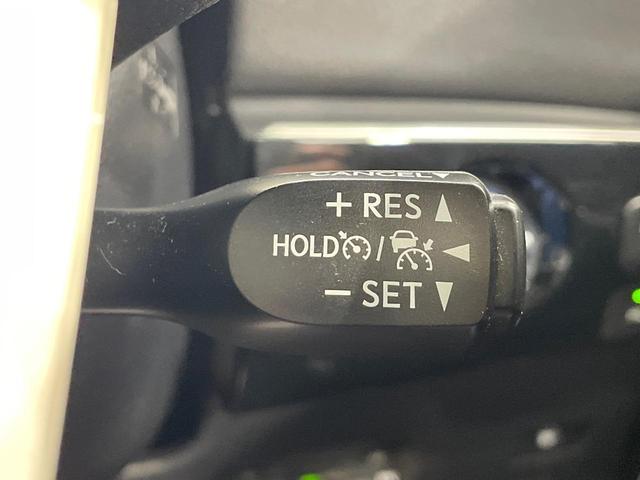 CANCEL▼
+ RES ▲
HOLD / ◀
− SET ▼